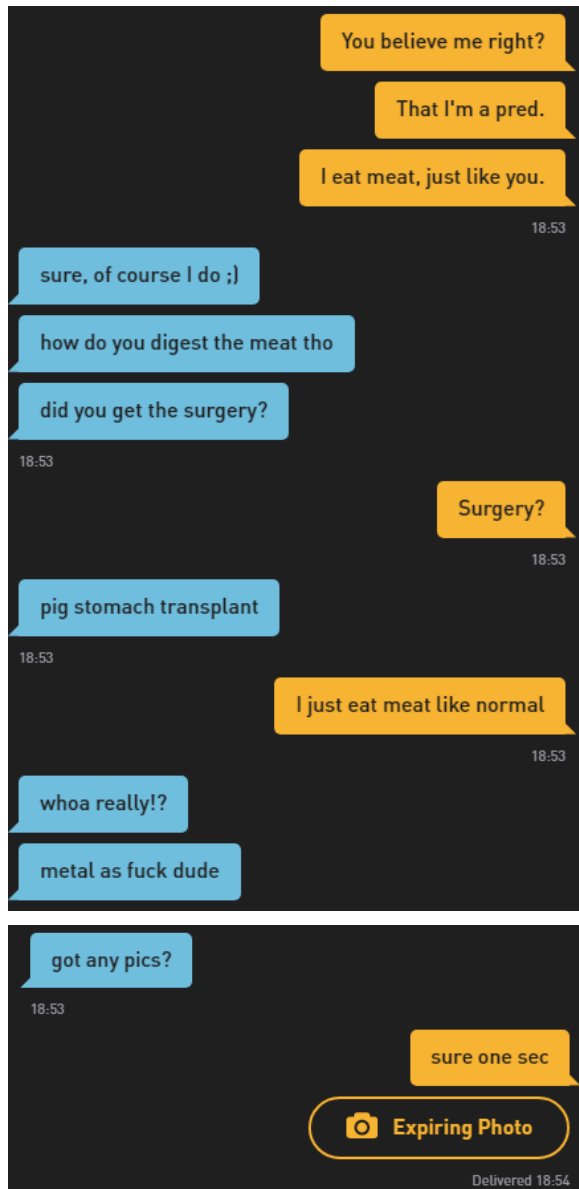 You believe me right?
That I'm a pred.
I eat meat, just like you.
18:53
sure, of course I do ;)
how do you digest the meat tho
did you get the surgery?
18:53
Surgery?
18:53
pig stomach transplant
18:53
I just eat meat like normal
18:53
whoa really!?
metal as fuck dude
got any pics?
18:53
sure one sec
Expiring Photo
Delivered 18:54